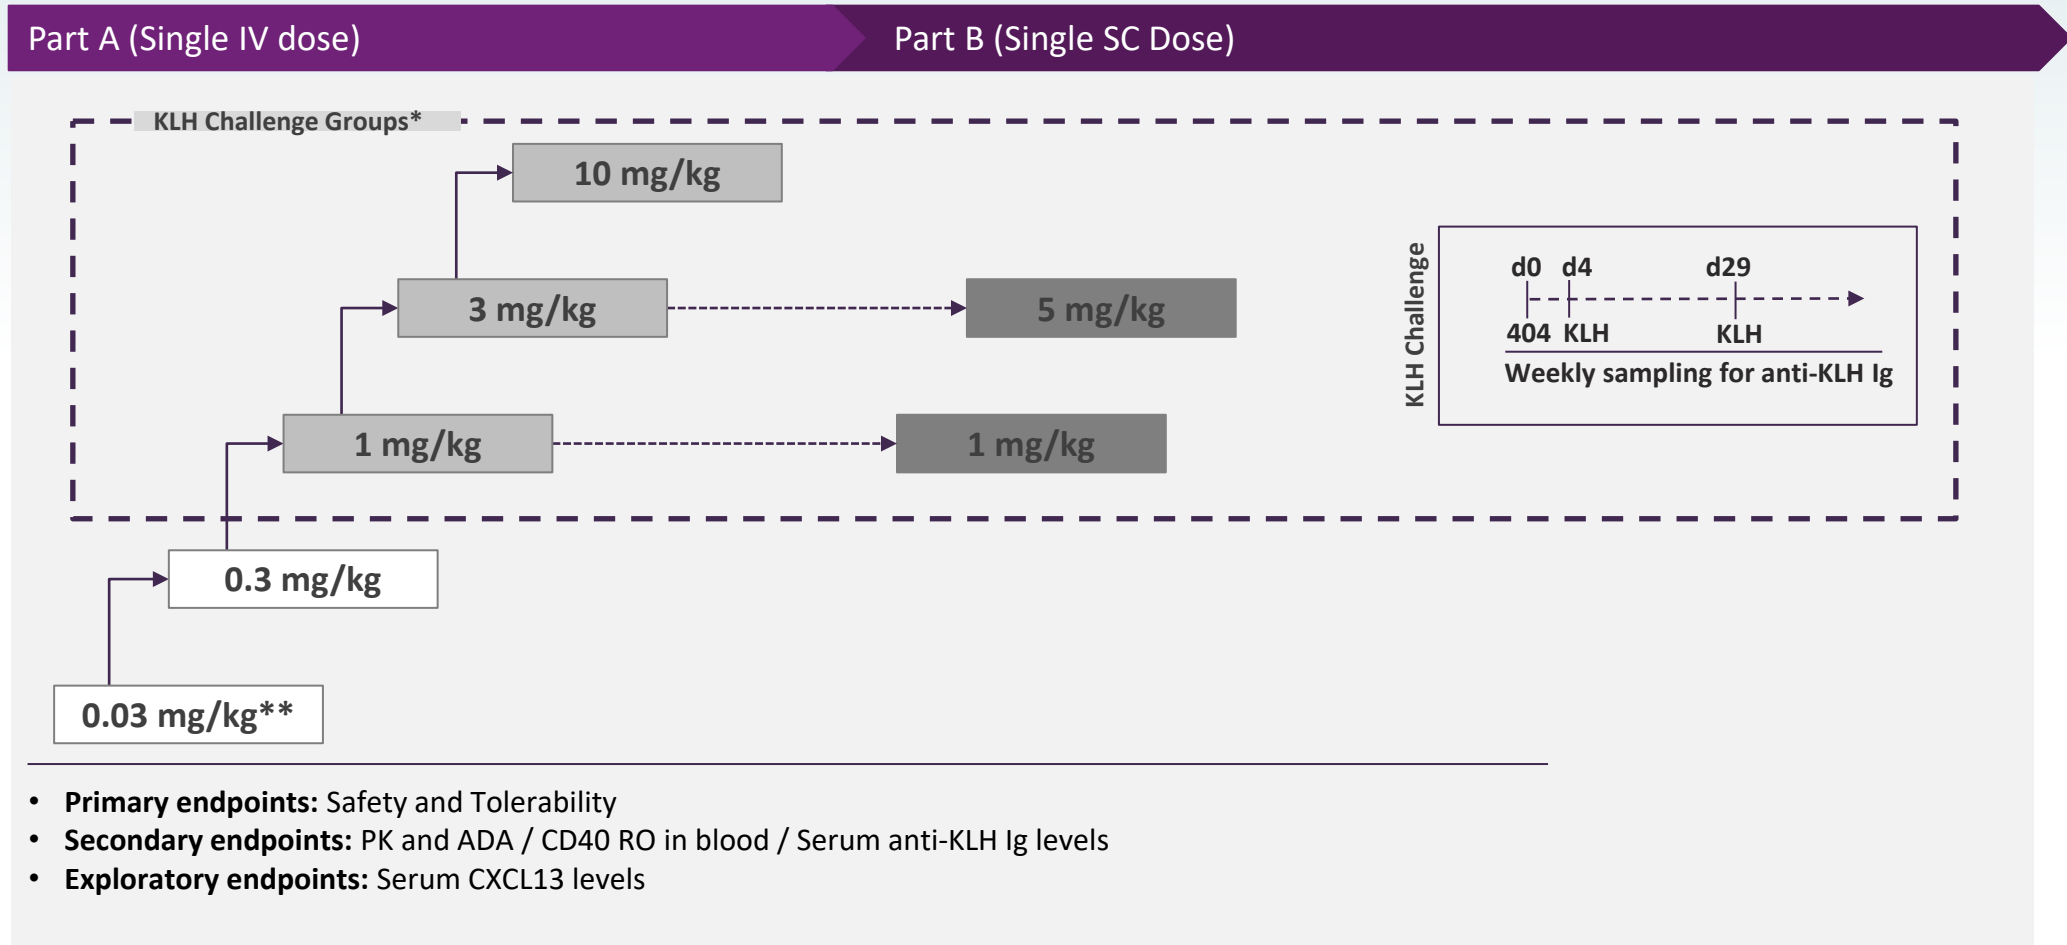 Part A (Single IV dose)
Part B (Single SC Dose)
KLH Challenge Groups*
10 mg/kg
3 mg/kg
5 mg/kg
1 mg/kg
1 mg/kg
0.3 mg/kg
0.03 mg/kg**
KLH Challenge
d0 d4 d29
404 KLH KLH
Weekly sampling for anti-KLH Ig
• Primary endpoints: Safety and Tolerability
• Secondary endpoints: PK and ADA / CD40 RO in blood / Serum anti-KLH Ig levels
• Exploratory endpoints: Serum CXCL13 levels